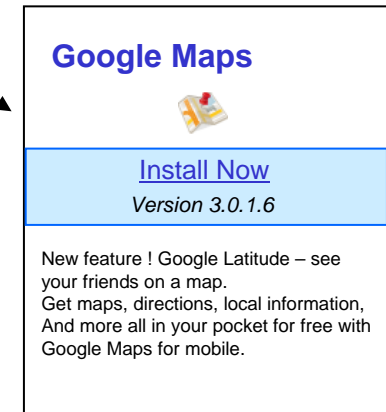 Google Maps
Install Now
Version 3.0.1.6
New feature ! Google Latitude – see
your friends on a map.
Get maps, directions, local information,
And more all in your pocket for free with
Google Maps for mobile.